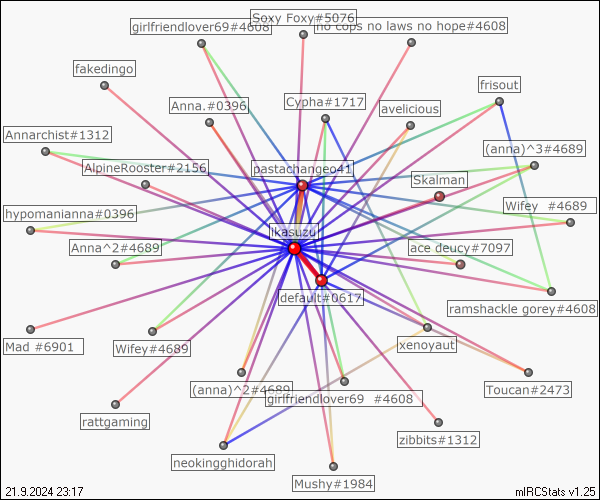 Soxy Foxy#5076
girlfriendlover69#4608
no cops no laws no hope#4608
fakedingo
frisout
Anna.#0396
Cypha#1717
avelicious
Annarchist#1312
(anna)^3#4689
AlpineRooster#2156
pastachangeo41
Skalman
hypomanianna#0396
Wifey  #4689
likasuzu
Anna^2#4689
ace deucy#7097
default#0617
ramshackle gorey#4608
Mad #6901
Wifey#4689
xenoyaut
(anna)^2#4689
girlfriendlover69  #4608
Toucan#2473
rattgaming
zibbits#1312
neokingghidorah
Mushy#1984
21.9.2024 23:17
mIRCStats v1.25